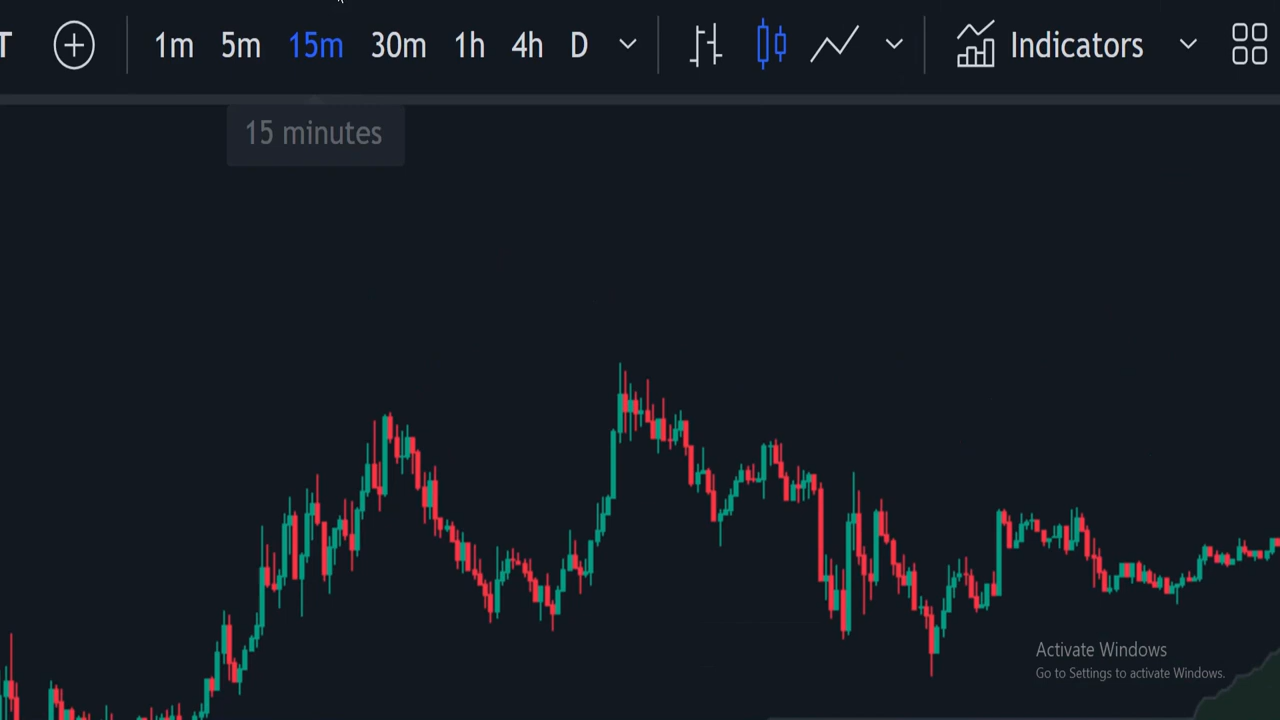 T 1m 5m 15m 30m 1h 4h D Indicators
15 minutes
Activate Windows
Go to Settings to activate Windows.